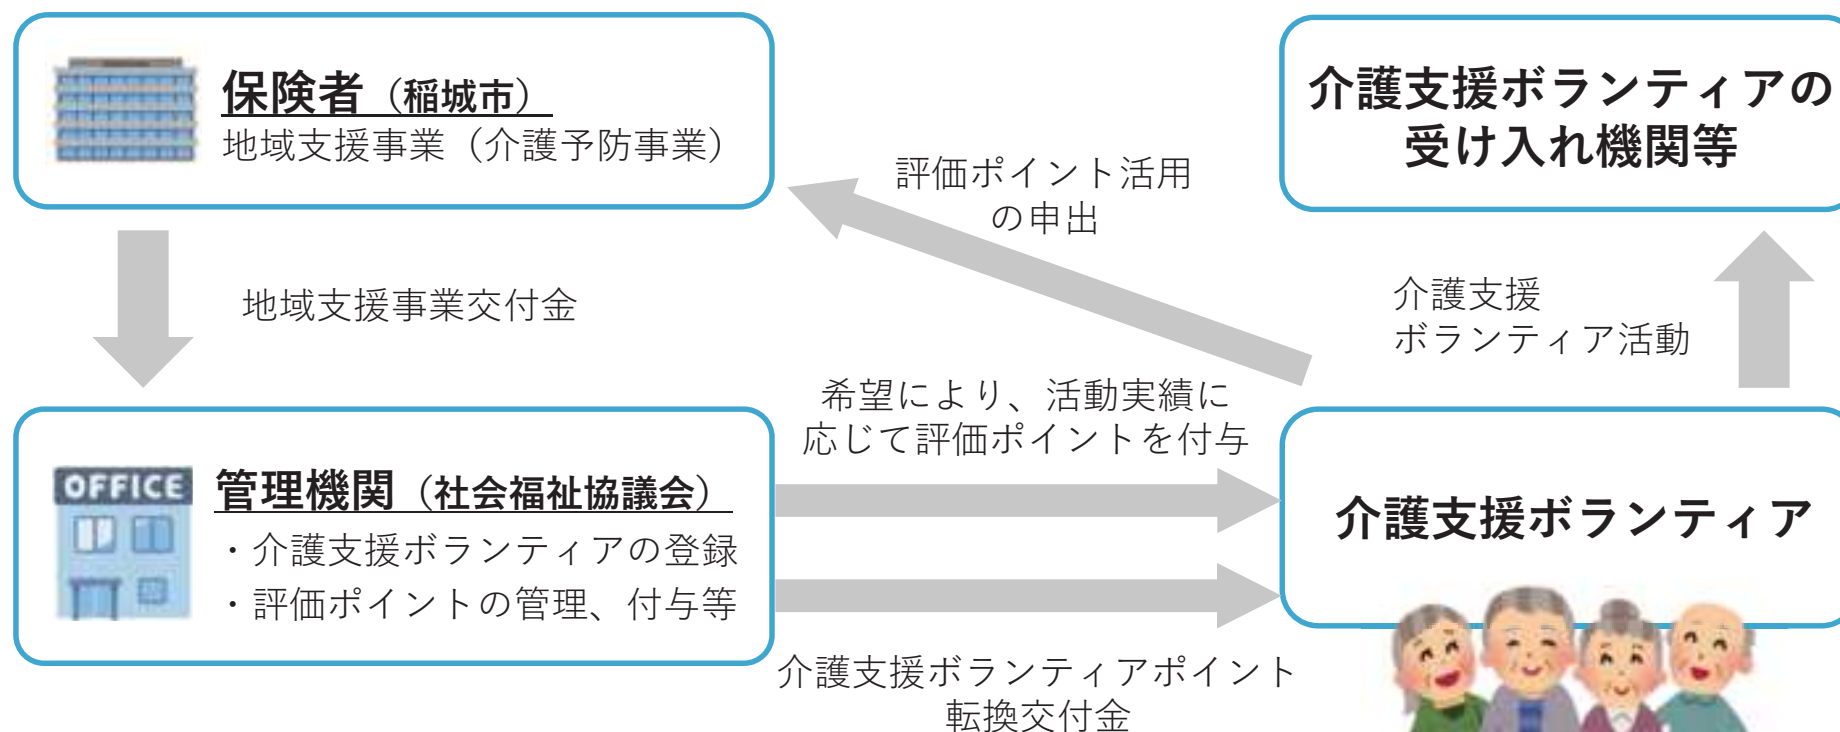 保険者（稲城市）
地域支援事業（介護予防事業）
介護支援ボランティアの
受け入れ機関等
評価ポイント活用
の申出
地域支援事業交付金
介護支援
ボランティア活動
希望により、活動実績に
応じて評価ポイントを付与
OFFICE
管理機関（社会福祉協議会）
・介護支援ボランティアの登録
・評価ポイントの管理、付与等
介護支援ボランティア
介護支援ボランティアポイント
転換交付金